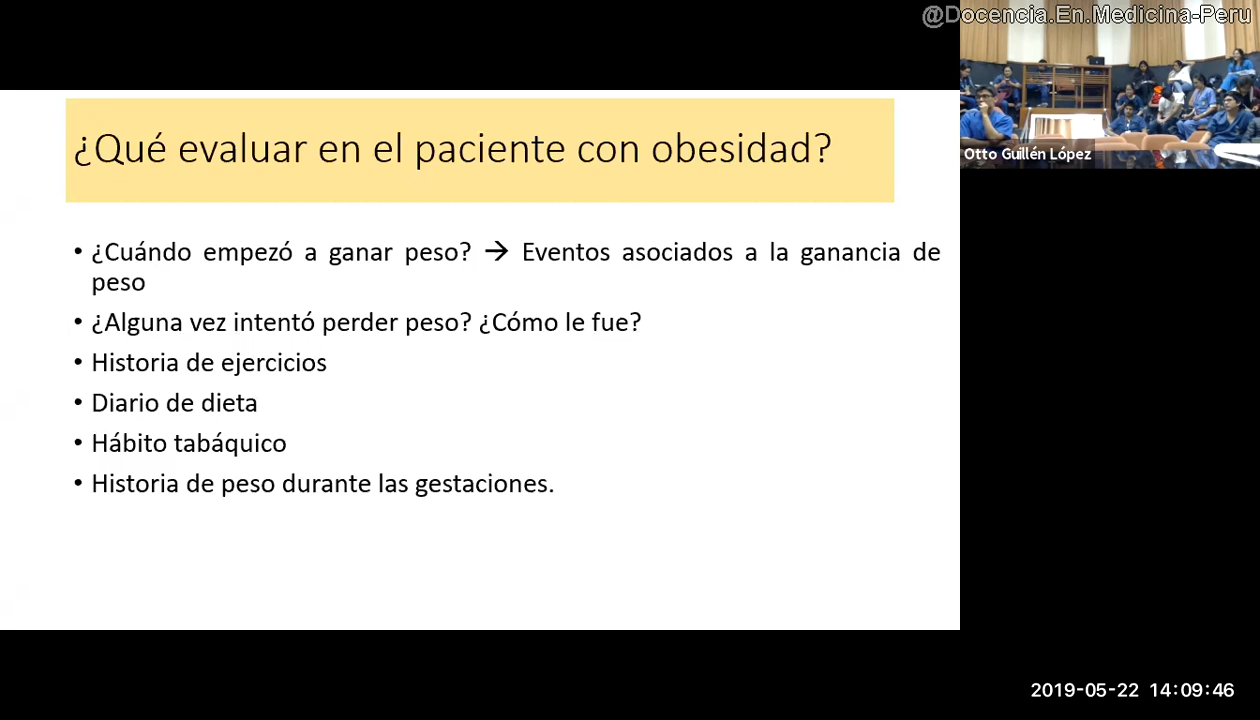 @Docencia.En.Medicina-Peru
Otto Guillén López
¿Qué evaluar en el paciente con obesidad?
• ¿Cuándo empezó a ganar peso? → Eventos asociados a la ganancia de
peso
• ¿Alguna vez intentó perder peso? ¿Cómo le fue?
• Historia de ejercicios
• Diario de dieta
• Hábito tabáquico
• Historia de peso durante las gestaciones.
2019-05-22 14:09:46